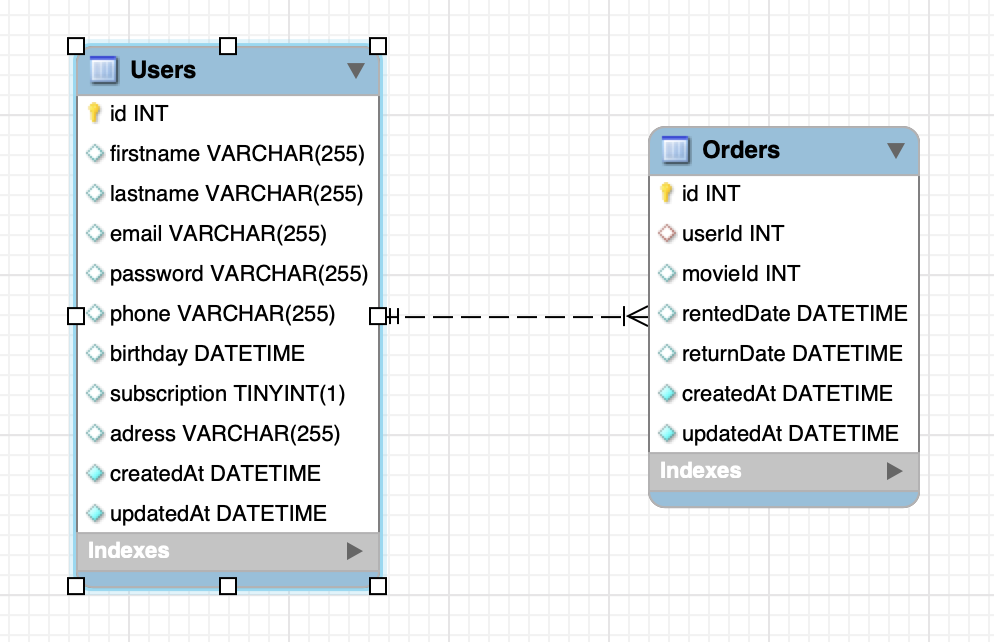 Users
id INT
firstname VARCHAR(255)
lastname VARCHAR(255)
email VARCHAR(255)
password VARCHAR(255)
phone VARCHAR(255)
birthday DATETIME
subscription TINYINT(1)
adress VARCHAR(255)
createdAt DATETIME
updatedAt DATETIME
Indexes
Orders
id INT
userId INT
movieId INT
rentedDate DATETIME
returnDate DATETIME
createdAt DATETIME
updatedAt DATETIME
Indexes